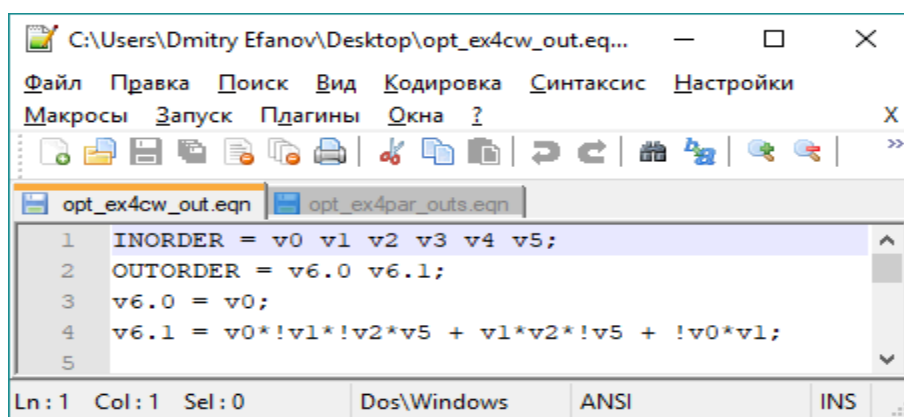 C:\Users\Dmitry Efanov\Desktop\opt_ex4cw_out.eq...
Файл Правка Поиск Вид Кодировка Синтаксис Настройки
Макросы Запуск Плагины Окна ? X
opt_ex4cw_out.eqn opt_ex4par_outs.eqn
1 INORDER = v0 v1 v2 v3 v4 v5;
2 OUTORDER = v6.0 v6.1;
3 v6.0 = v0;
4 v6.1 = v0*!v1*!v2*v5 + v1*v2*!v5 + !v0*v1;
5
Ln : 1 Col : 1 Sel : 0 Dos\Windows ANSI INS